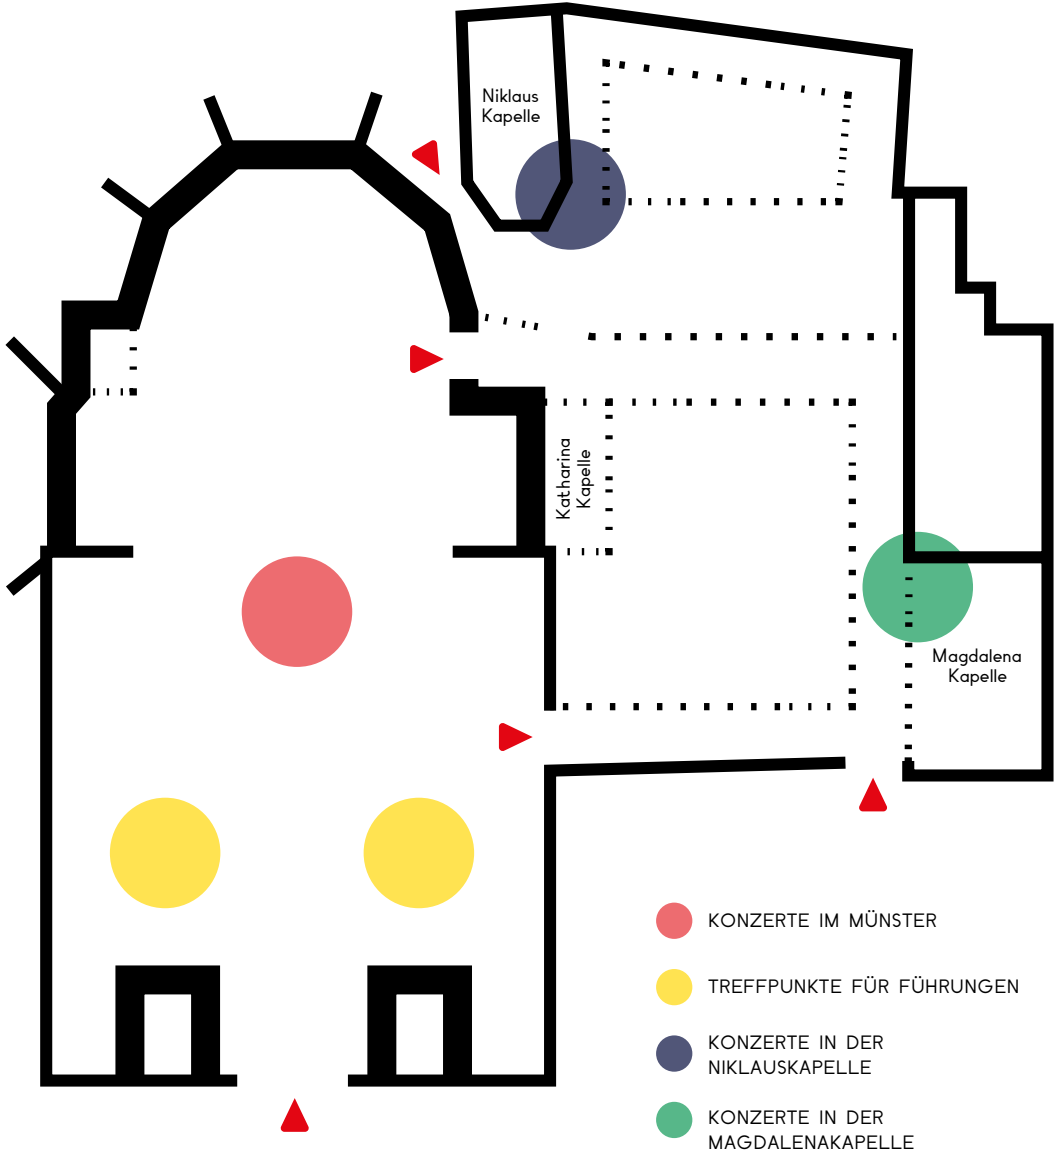 Niklaus
Kapelle
Katharina
Kapelle
Magdalena
Kapelle
KONZERTE IM MÜNSTER
TREFFPUNKTE FÜR FÜHRUNGEN
KONZERTE IN DER
NIKLAUSKAPELLE
KONZERTE IN DER
MAGDALENAKAPELLE